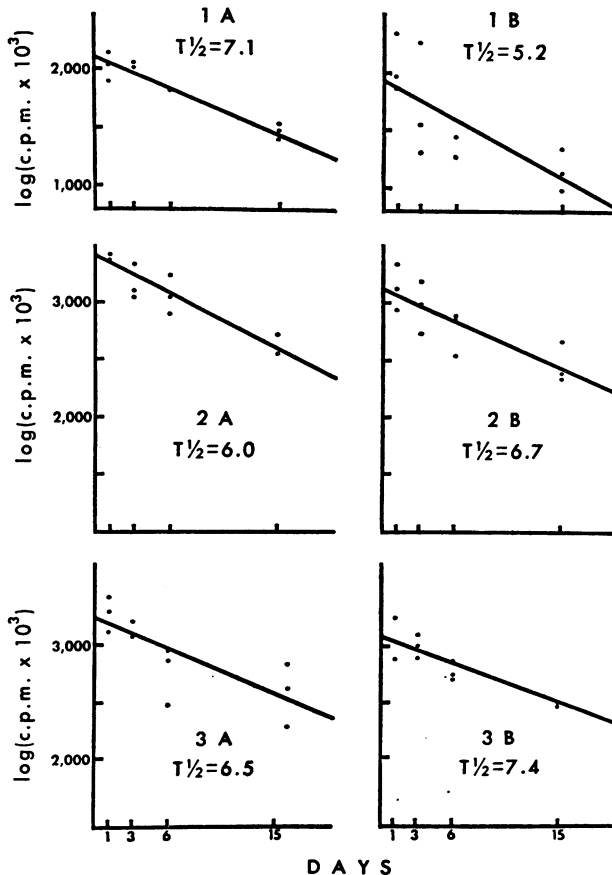 1 A
T½=7.1
1 B
T½=5.2
log(c.p.m. x 10³)
2,000
1,000
2 A
T½=6.0
2 B
T½=6.7
log(c.p.m. x 10³)
3,000
2,000
3 A
T½=6.5
3 B
T½=7.4
log(c.p.m. x 10³)
3,000
2,000
1 3 6 15
1 3 6 15
DAYS